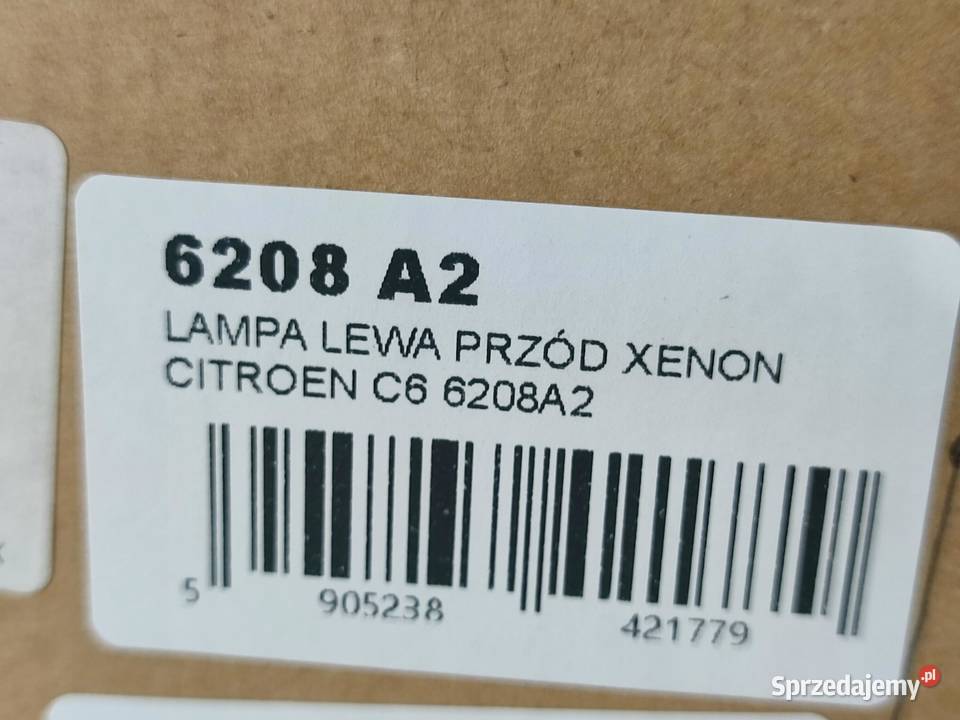 6208 A2
LAMPA LEWA PRZÓD XENON
CITROEN C6 6208A2
5 905238 421779
Sprzedajemy.pl